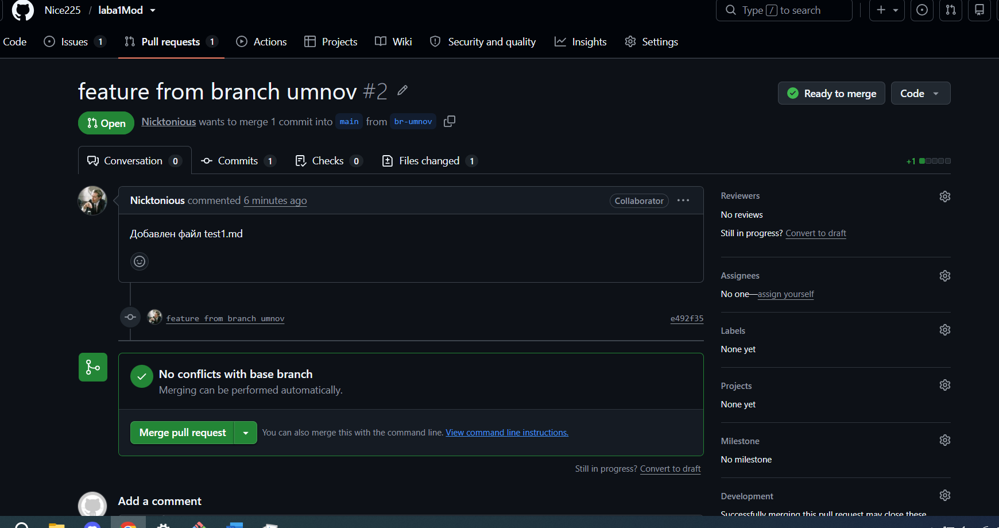 Nice225 / laba1Mod
Type / to search
Code Issues 1 Pull requests 1 Actions Projects Wiki Security and quality Insights Settings
feature from branch umnov #2
Ready to merge
Code
Open
Nicktonious wants to merge 1 commit into main from br-umnov
Conversation 0 Commits 1 Checks 0 Files changed 1
+1
Nicktonious commented 6 minutes ago
Collaborator
Добавлен файл test1.md
feature from branch umnov
e492f35
No conflicts with base branch
Merging can be performed automatically.
Merge pull request
You can also merge this with the command line. View command line instructions.
Still in progress? Convert to draft
Add a comment
Reviewers
No reviews
Still in progress? Convert to draft
Assignees
No one—assign yourself
Labels
None yet
Projects
None yet
Milestone
No milestone
Development
Successfully merging this pull request may close these